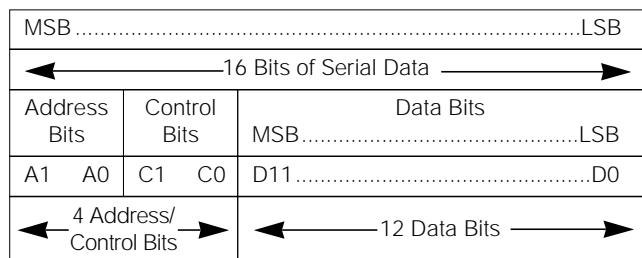 MSB..............................................................................LSB
16 Bits of Serial Data
Address Bits Control Bits Data Bits
MSB...........................................LSB
A1 A0 C1 C0 D11..............................................D0
4 Address/
Control Bits
12 Data Bits